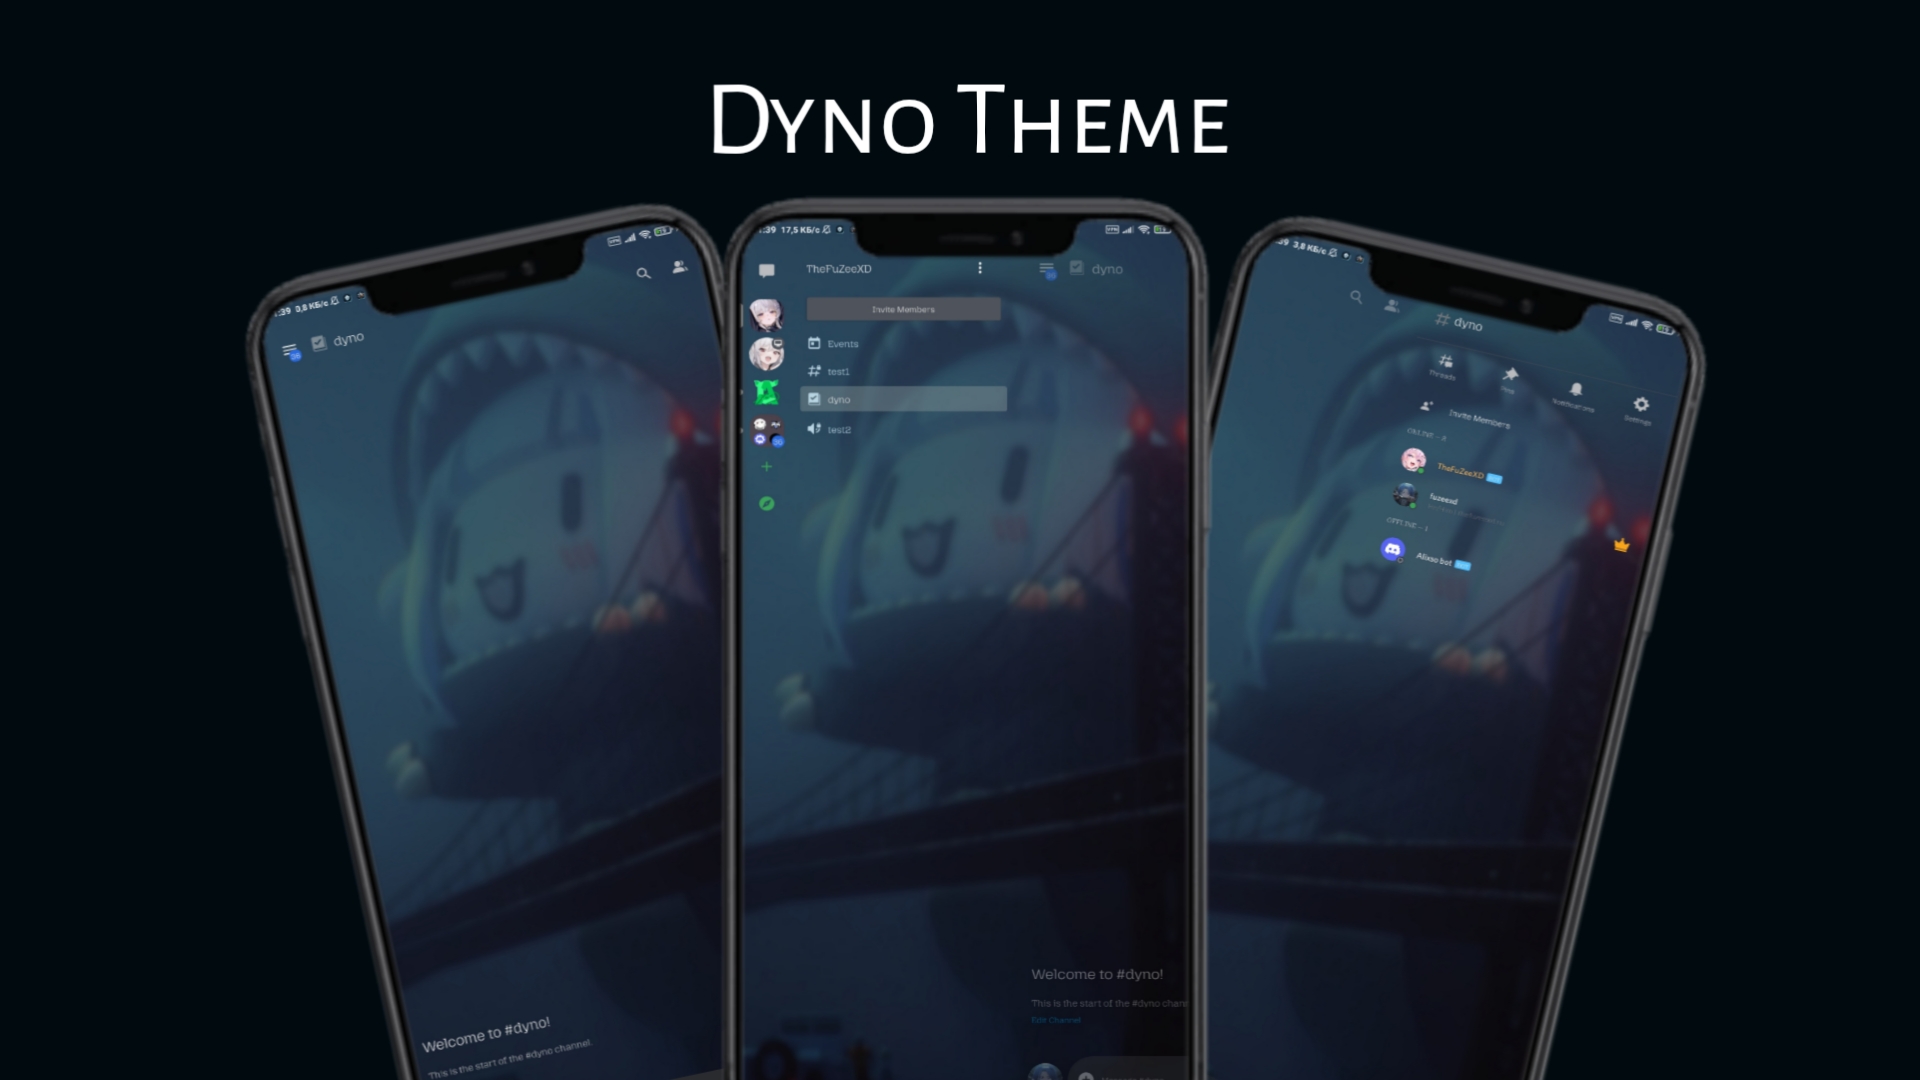 Dyno Theme
:39 0,8 КБ/с
dyno
Welcome to #dyno!
This is the start of the #dyno channel.
:39 17,5 КБ/с
TheFuZeeXD
dyno
Invite Members
Events
test1
dyno
test2
Welcome to #dyno!
This is the start of the #dyno chann
Edit Channel
39 3,8 КБ/с
# dyno
Threads
Pins
Notifications
Settings
Invite Members
ONLINE — 2
TheFuZeeXD
fuzeexd
OFFLINE — 1